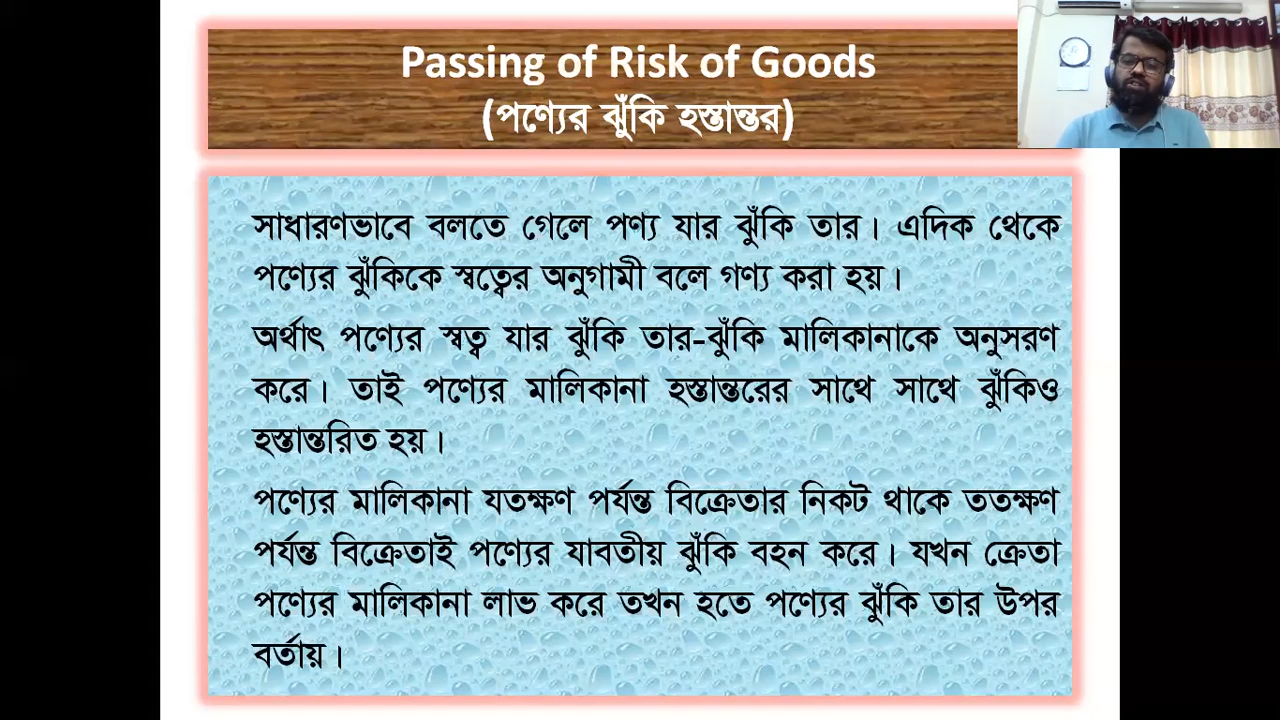 Passing of Risk of Goods
(পণ্যের ঝুঁকি হস্তান্তর)
সাধারণভাবে বলতে গেলে পণ্য যার ঝুঁকি তার। এদিক থেকে
পণ্যের ঝুঁকিকে স্বত্বের অনুগামী বলে গণ্য করা হয়।
অর্থাৎ পণ্যের স্বত্ব যার ঝুঁকি তার-ঝুঁকি মালিকানাকে অনুসরণ
করে। তাই পণ্যের মালিকানা হস্তান্তরের সাথে সাথে ঝুঁকিও
হস্তান্তরিত হয়।
পণ্যের মালিকানা যতক্ষণ পর্যন্ত বিক্রেতার নিকট থাকে ততক্ষণ
পর্যন্ত বিক্রেতাই পণ্যের যাবতীয় ঝুঁকি বহন করে। যখন ক্রেতা
পণ্যের মালিকানা লাভ করে তখন হতে পণ্যের ঝুঁকি তার উপর
বর্তায়।